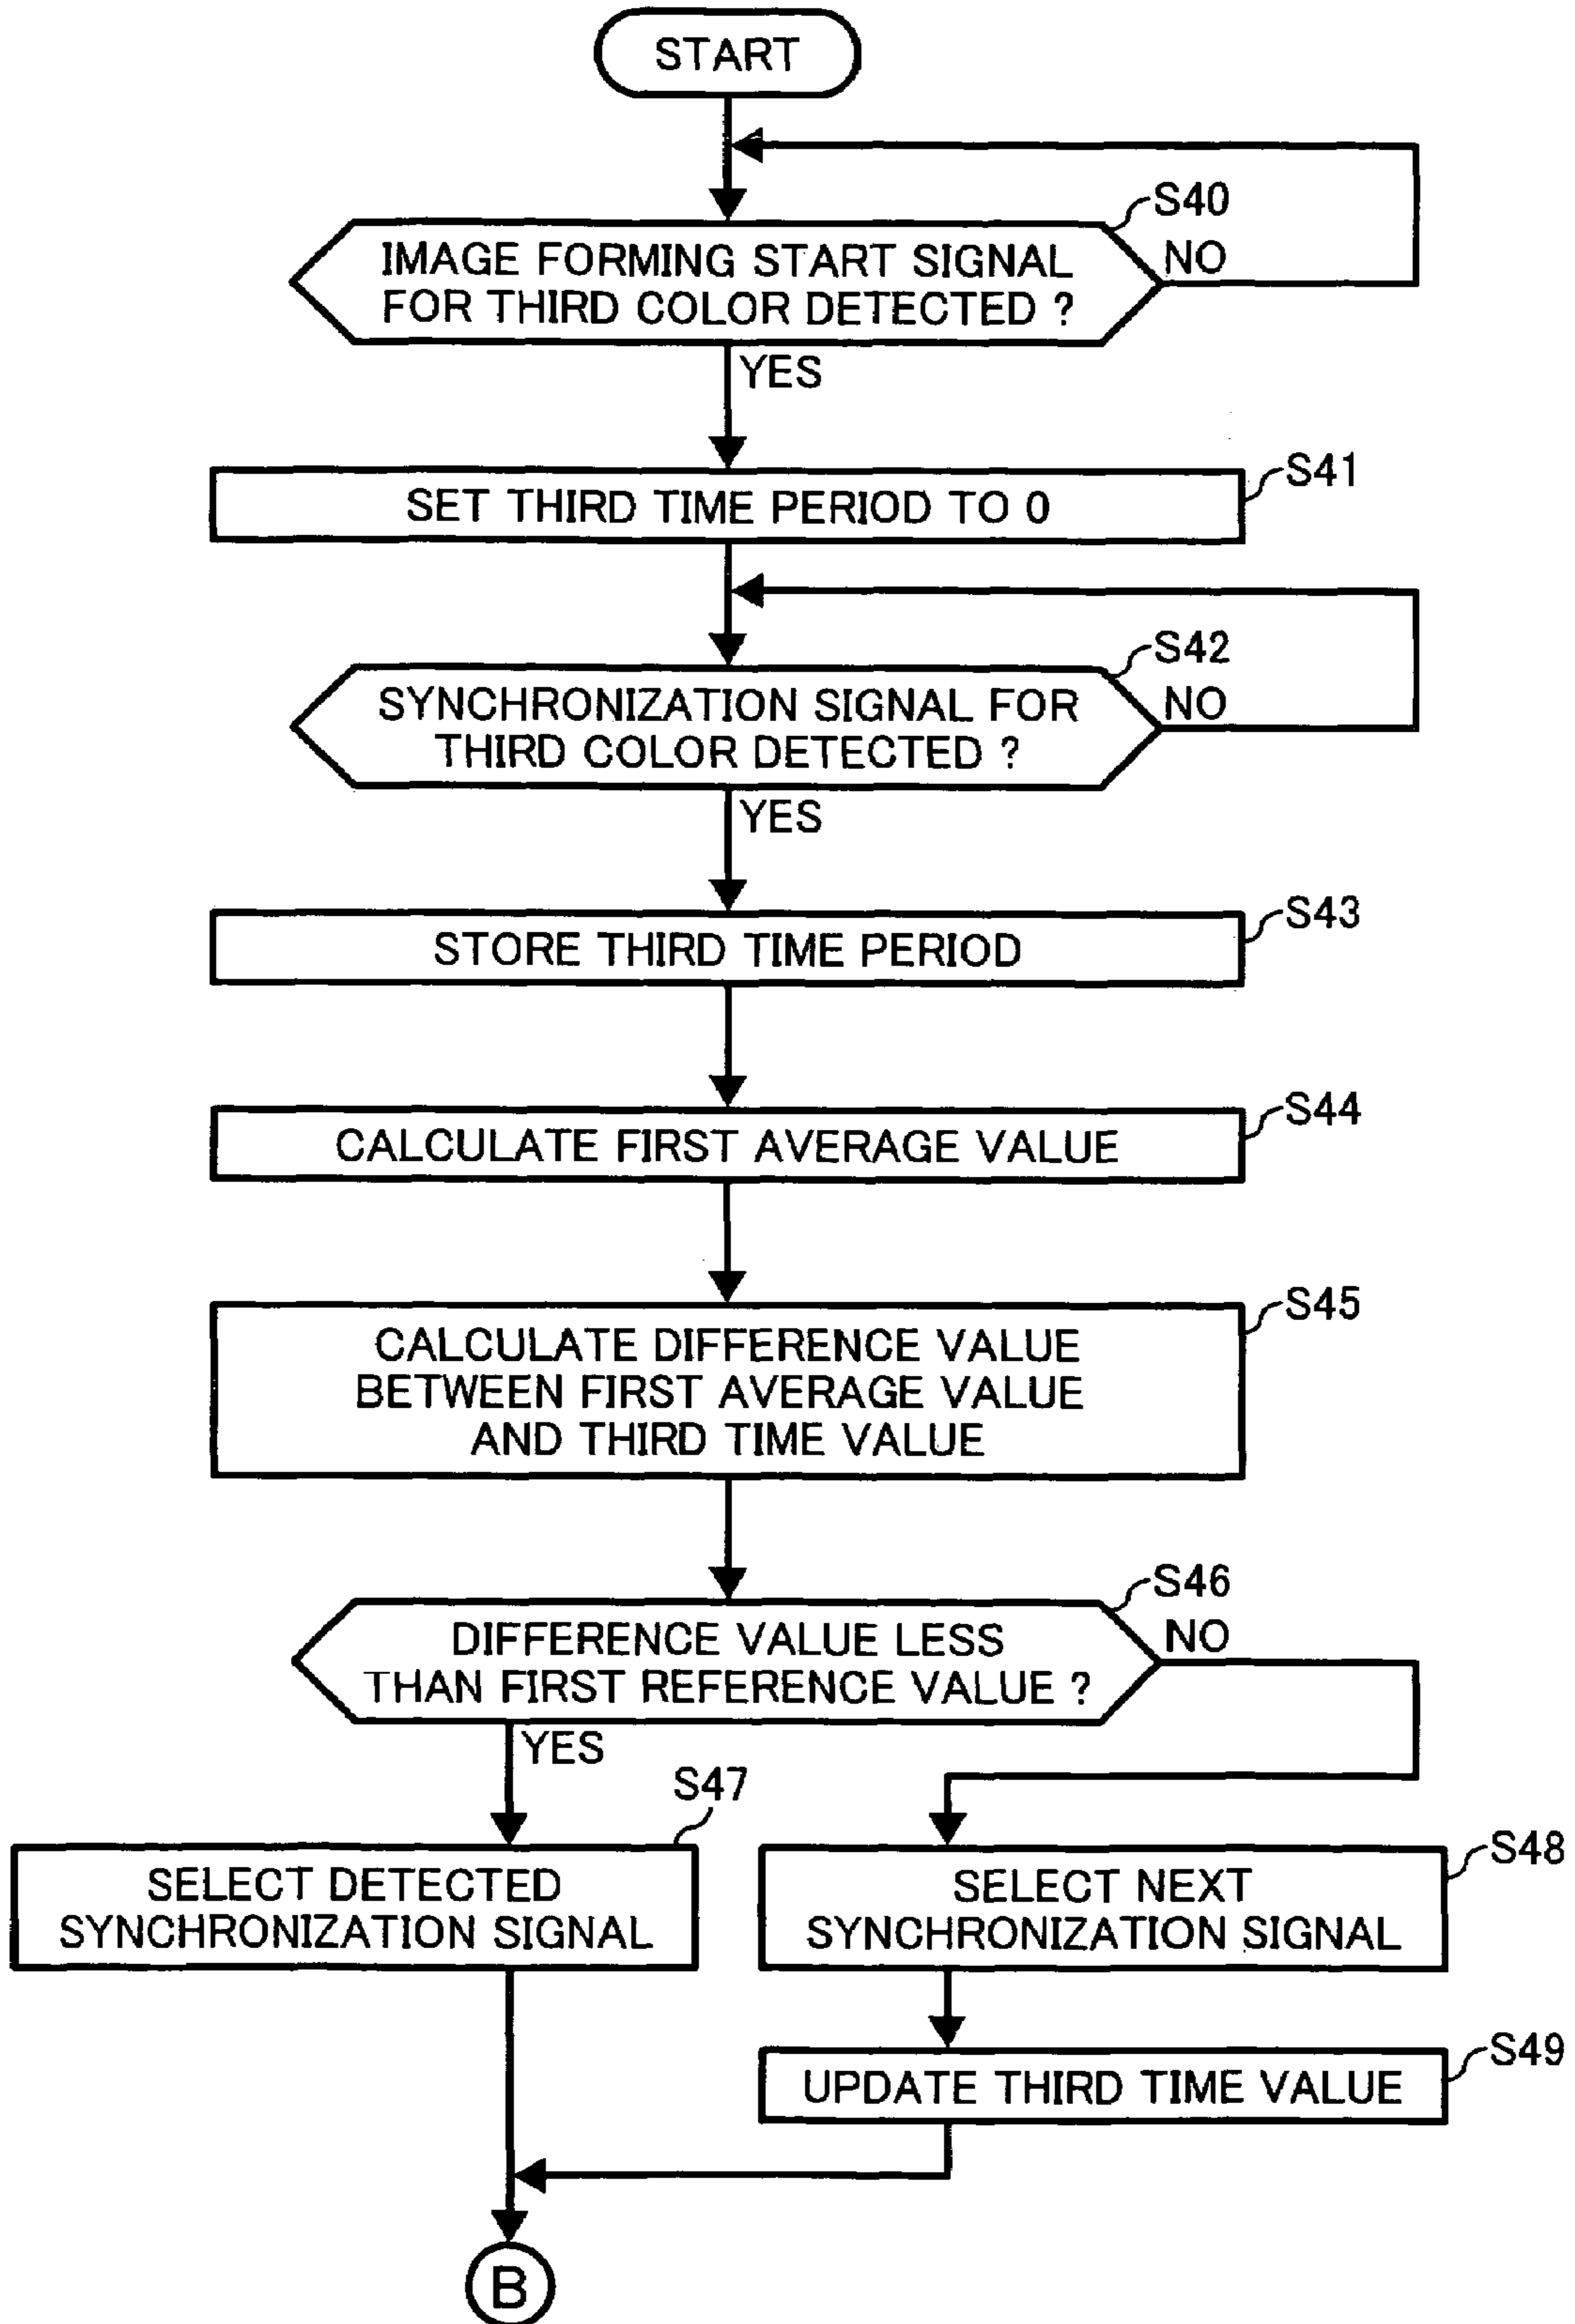 START
S40
IMAGE FORMING START SIGNAL
FOR THIRD COLOR DETECTED ?
NO
YES
S41
SET THIRD TIME PERIOD TO 0
S42
SYNCHRONIZATION SIGNAL FOR
THIRD COLOR DETECTED ?
NO
YES
S43
STORE THIRD TIME PERIOD
S44
CALCULATE FIRST AVERAGE VALUE
S45
CALCULATE DIFFERENCE VALUE
BETWEEN FIRST AVERAGE VALUE
AND THIRD TIME VALUE
S46
DIFFERENCE VALUE LESS
THAN FIRST REFERENCE VALUE ?
NO
YES
S47
SELECT DETECTED
SYNCHRONIZATION SIGNAL
S48
SELECT NEXT
SYNCHRONIZATION SIGNAL
S49
UPDATE THIRD TIME VALUE
B